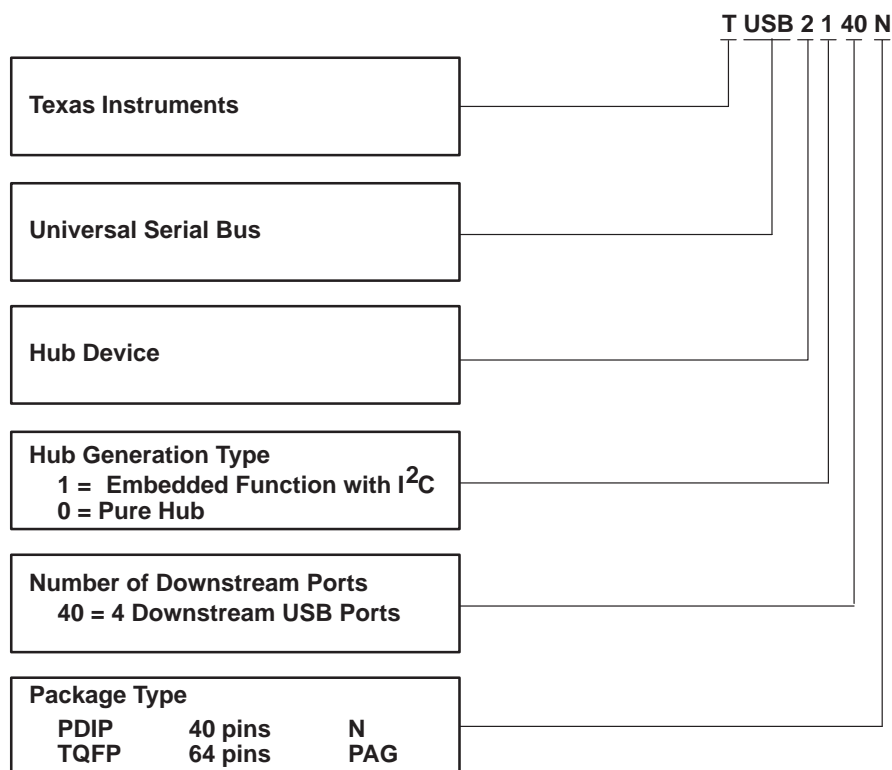 T USB 2 1 40 N
Texas Instruments
Universal Serial Bus
Hub Device
Hub Generation Type
1 = Embedded Function with I²C
0 = Pure Hub
Number of Downstream Ports
40 = 4 Downstream USB Ports
Package Type
PDIP 40 pins N
TQFP 64 pins PAG